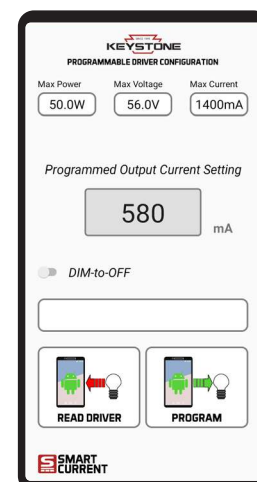 KEYSTONE
PROGRAMMABLE DRIVER CONFIGURATION
Max Power Max Voltage Max Current
50.0W 56.0V 1400mA
Programmed Output Current Setting
580 mA
DIM-to-OFF
READ DRIVER PROGRAM
SMART
CURRENT